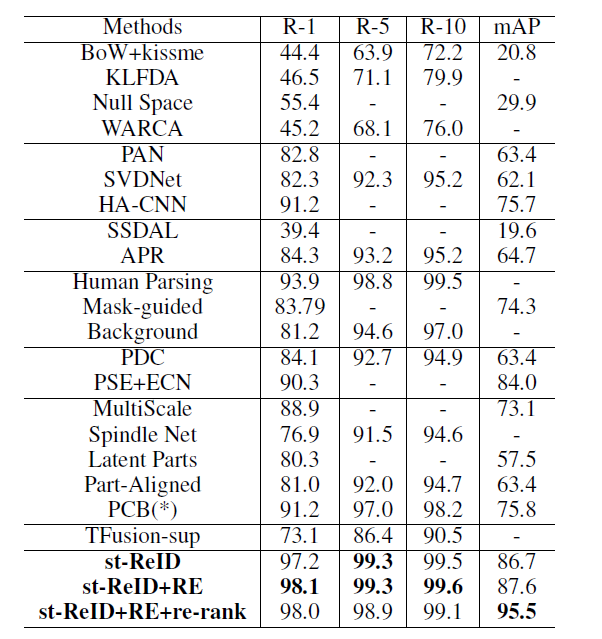 Methods R-1 R-5 R-10 mAP
BoW+kissme 44.4 63.9 72.2 20.8
KLFDA 46.5 71.1 79.9 -
Null Space 55.4 - - 29.9
WARCA 45.2 68.1 76.0 -
PAN 82.8 - - 63.4
SVDNet 82.3 92.3 95.2 62.1
HA-CNN 91.2 - - 75.7
SSDAL 39.4 - - 19.6
APR 84.3 93.2 95.2 64.7
Human Parsing 93.9 98.8 99.5 -
Mask-guided 83.79 - - 74.3
Background 81.2 94.6 97.0 -
PDC 84.1 92.7 94.9 63.4
PSE+ECN 90.3 - - 84.0
MultiScale 88.9 - - 73.1
Spindle Net 76.9 91.5 94.6 -
Latent Parts 80.3 - - 57.5
Part-Aligned 81.0 92.0 94.7 63.4
PCB(*) 91.2 97.0 98.2 75.8
TFusion-sup 73.1 86.4 90.5 -
st-ReID 97.2 99.3 99.5 86.7
st-ReID+RE 98.1 99.3 99.6 87.6
st-ReID+RE+re-rank 98.0 98.9 99.1 95.5